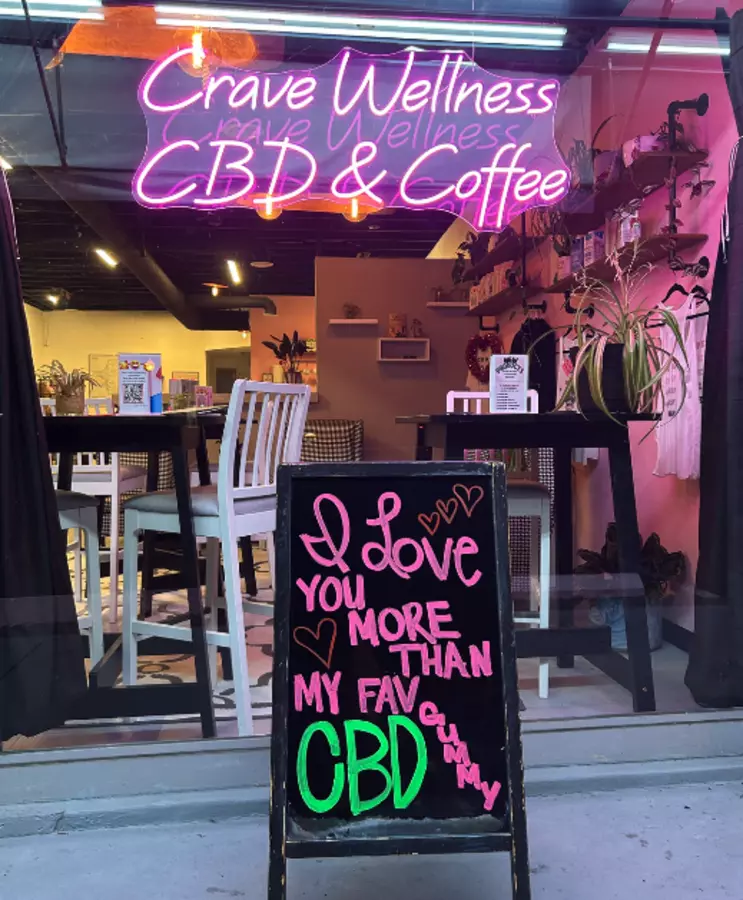 Crave Wellness
CBD & Coffee
I Love
YOU
MORE
THAN
MY FAV
CBD
GUMMY